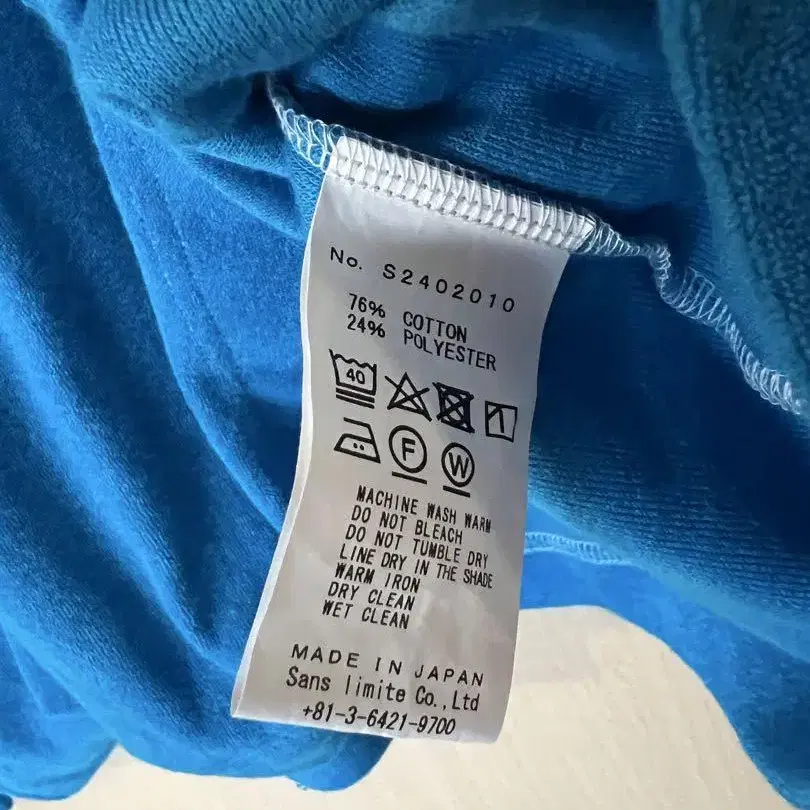 No. S2402010
76% COTTON
24% POLYESTER
40
F W
MACHINE WASH WARM
DO NOT BLEACH
DO NOT TUMBLE DRY
LINE DRY IN THE SHADE
WARM IRON
DRY CLEAN
WET CLEAN
MADE IN JAPAN
Sans limite Co.,Ltd
+81-3-6421-9700